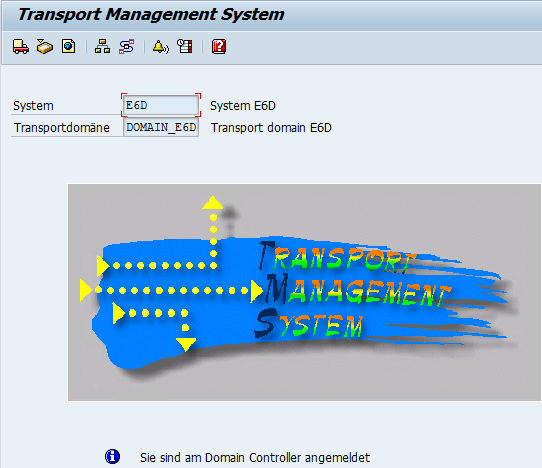 Transport Management System
System E6D System E6D
Transportdomäne DOMAIN_E6D Transport domain E6D
TRANSPORT
MANAGEMENT
SYSTEM
Sie sind am Domain Controller angemeldet